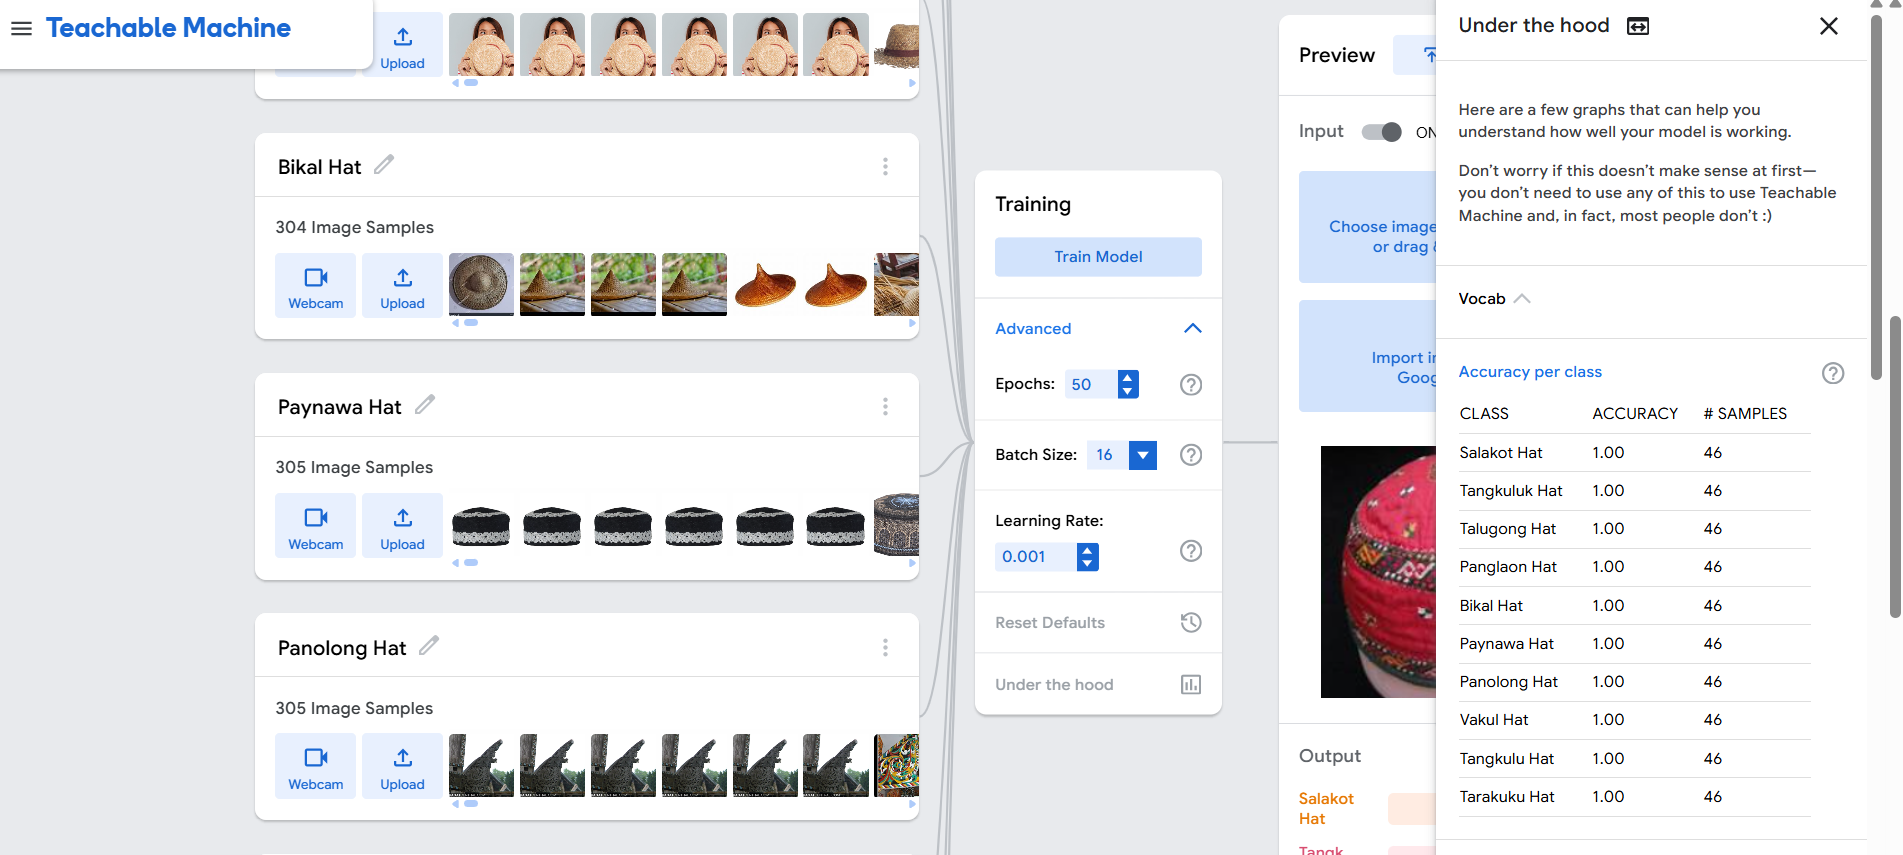 Teachable Machine
Upload
Bikal Hat
304 Image Samples
Webcam
Upload
Paynawa Hat
305 Image Samples
Webcam
Upload
Panolong Hat
305 Image Samples
Webcam
Upload
Training
Train Model
Advanced
Epochs: 50
Batch Size: 16
Learning Rate:
0.001
Reset Defaults
Under the hood
Preview
Input ON
Choose image
or drag
Import
Output
Salakot
Hat
Tangk
Under the hood
Here are a few graphs that can help you
understand how well your model is working.
Don't worry if this doesn't make sense at first—
you don't need to use any of this to use Teachable
Machine and, in fact, most people don't :)
Vocab
Accuracy per class
CLASS ACCURACY # SAMPLES
Salakot Hat 1.00 46
Tangkuluk Hat 1.00 46
Talugong Hat 1.00 46
Panglaon Hat 1.00 46
Bikal Hat 1.00 46
Paynawa Hat 1.00 46
Panolong Hat 1.00 46
Vakul Hat 1.00 46
Tangkulu Hat 1.00 46
Tarakuku Hat 1.00 46